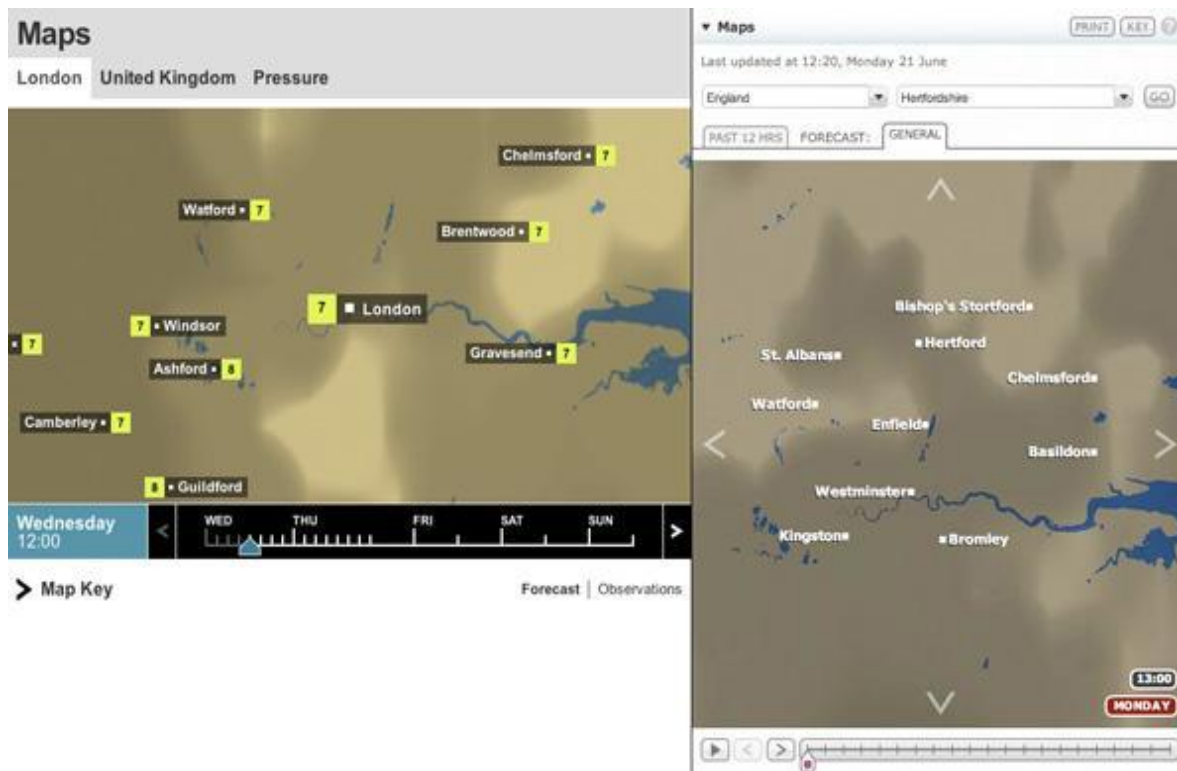 Maps
London United Kingdom Pressure
Chelmsford 7
Watford 7
Brentwood 7
7 London
7 Windsor
7
Gravesend 7
Ashford 8
Camberley 7
8 Guildford
Wednesday
12:00
< WED THU FRI SAT SUN >
> Map Key
Forecast | Observations
Maps PRINT KEY
Last updated at 12:20, Monday 21 June
England Hertfordshire GO
PAST 12 HRS FORECAST: GENERAL
Bishop's Stortford
Hertford
St. Albans
Chelmsford
Watford
Enfield
Basildon
Westminster
Kingston
Bromley
13:00
MONDAY